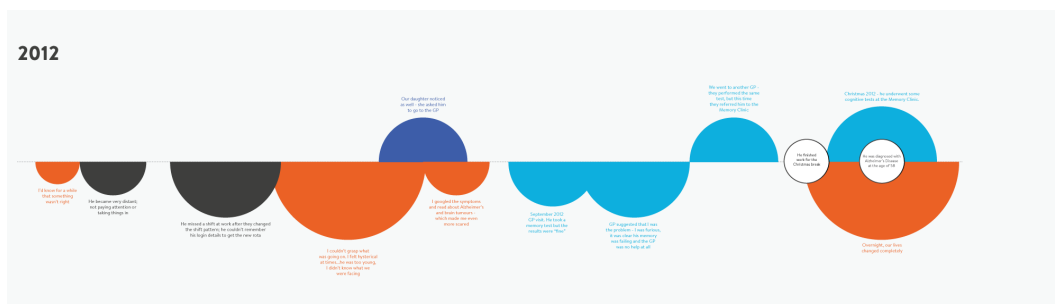 2012
I'd know for a while
that something
wasn't right
He became very distant,
not paying attention or
taking things in
He missed a shift at work after they changed
the shift pattern; he couldn't remember
his login details to get the new rota
I couldn't grasp what
was going on. I felt hysterical
at times... he was too young,
I didn't know what we
were facing
Our daughter noticed
as well - she asked him
to go to the GP
I googled the symptoms
and read about Alzheimer's
and brain tumours -
which made me even
more scared
September 2012
GP visit. He took a
memory test but the
results were "fine"
GP suggested that I was
the problem - I was furious,
it was clear his memory
was failing and the GP
was no help at all
We went to another GP -
they performed the same
test, but this time
they referred him to the
Memory Clinic
He finished
work for the
Christmas break
Christmas 2012 - he underwent some
cognitive tests at the Memory Clinic
He was diagnosed with
Alzheimer's Disease
at the age of 58
Overnight, our lives
changed completely